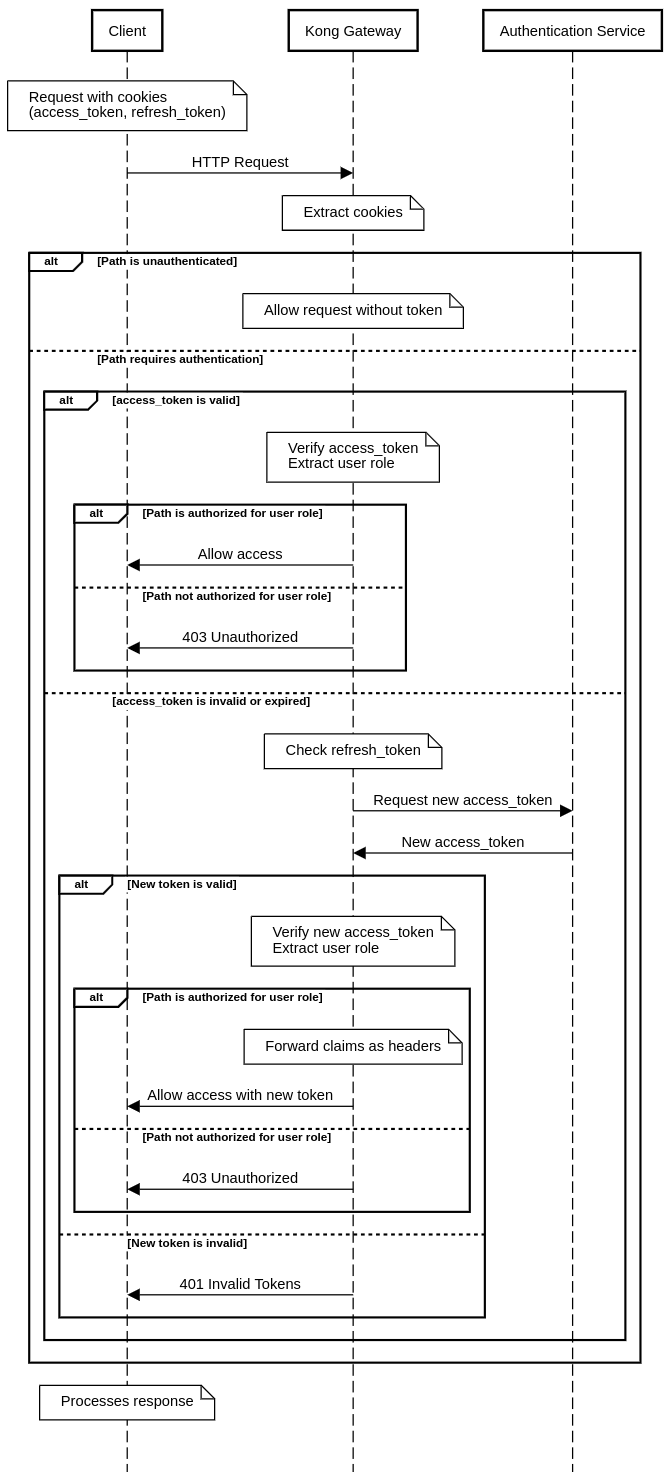 Client
Kong Gateway
Authentication Service
Request with cookies
(access_token, refresh_token)
HTTP Request
Extract cookies
alt
[Path is unauthenticated]
Allow request without token
[Path requires authentication]
alt
[access_token is valid]
Verify access_token
Extract user role
alt
[Path is authorized for user role]
Allow access
[Path not authorized for user role]
403 Unauthorized
[access_token is invalid or expired]
Check refresh_token
Request new access_token
New access_token
alt
[New token is valid]
Verify new access_token
Extract user role
alt
[Path is authorized for user role]
Forward claims as headers
Allow access with new token
[Path not authorized for user role]
403 Unauthorized
[New token is invalid]
401 Invalid Tokens
Processes response